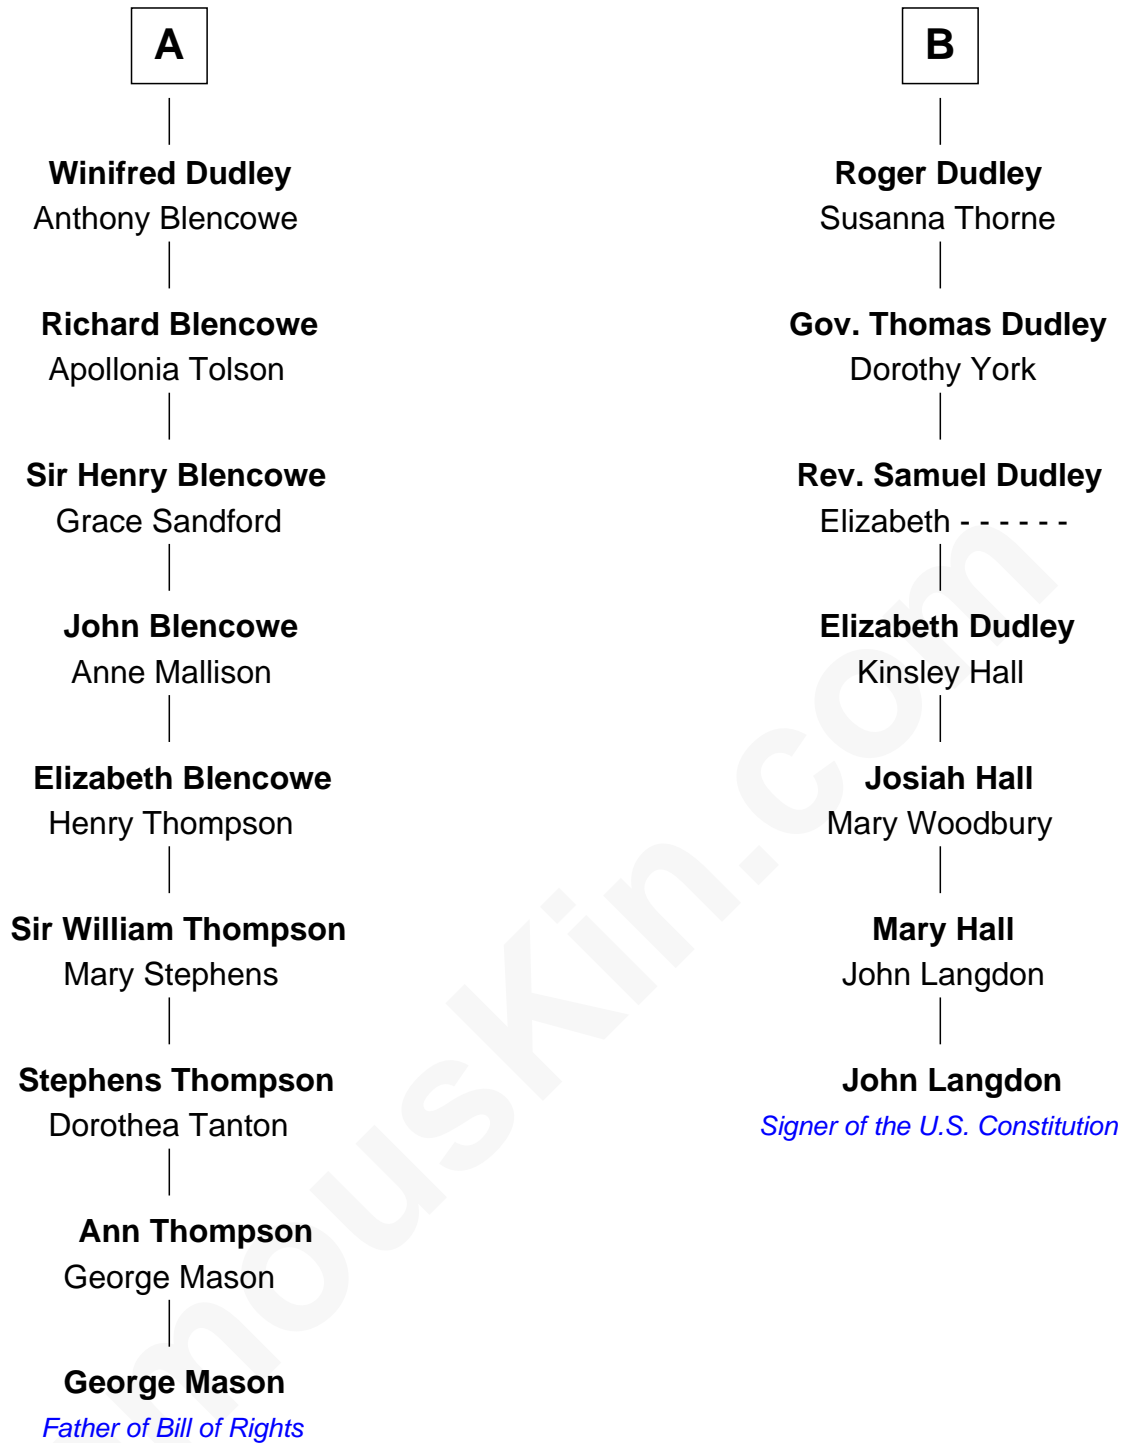 A
Winifred Dudley
Anthony Blencowe
Richard Blencowe
Apollonia Tolson
Sir Henry Blencowe
Grace Sandford
John Blencowe
Anne Mallison
Elizabeth Blencowe
Henry Thompson
Sir William Thompson
Mary Stephens
Stephens Thompson
Dorothea Tanton
Ann Thompson
George Mason
George Mason
Father of Bill of Rights
B
Roger Dudley
Susanna Thorne
Gov. Thomas Dudley
Dorothy York
Rev. Samuel Dudley
Elizabeth - - - - - -
Elizabeth Dudley
Kinsley Hall
Josiah Hall
Mary Woodbury
Mary Hall
John Langdon
John Langdon
Signer of the U.S. Constitution
mousKin.com